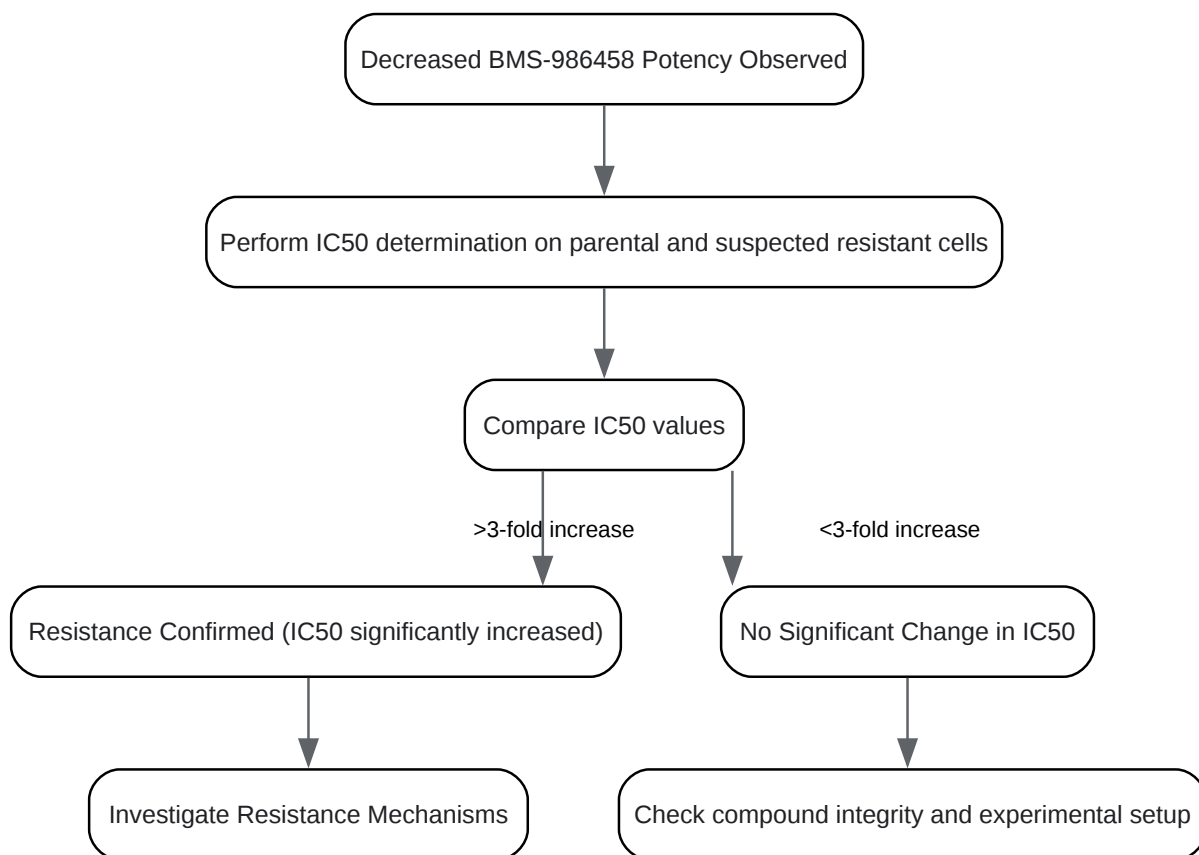 Decreased BMS-986458 Potency Observed
Perform IC50 determination on parental and suspected resistant cells
Compare IC50 values
>3-fold increase
<3-fold increase
Resistance Confirmed (IC50 significantly increased)
No Significant Change in IC50
Investigate Resistance Mechanisms
Check compound integrity and experimental setup